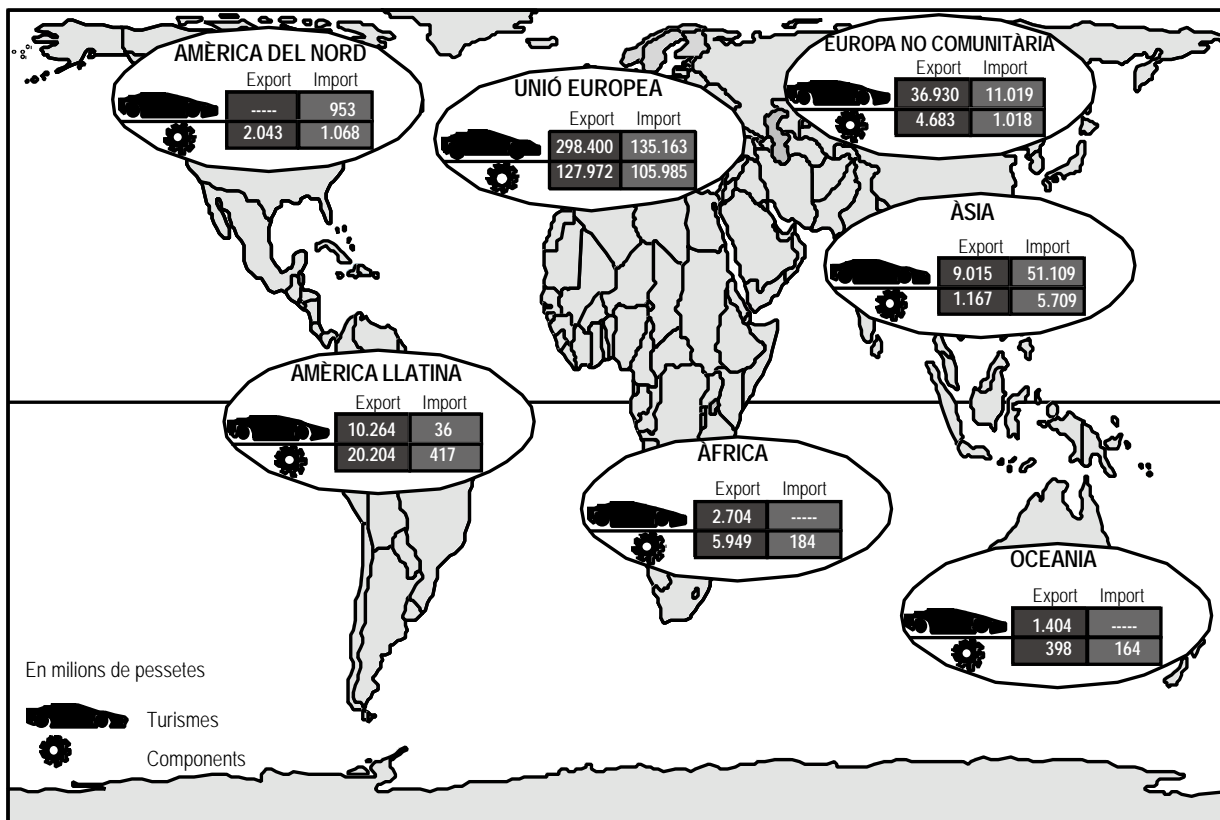 AMÈRICA DEL NORD
Export Import
----- 953
2.043 1.068
UNIÓ EUROPEA
Export Import
298.400 135.163
127.972 105.985
EUROPA NO COMUNITÀRIA
Export Import
36.930 11.019
4.683 1.018
ÀSIA
Export Import
9.015 51.109
1.167 5.709
AMÈRICA LLATINA
Export Import
10.264 36
20.204 417
ÀFRICA
Export Import
2.704 -----
5.949 184
OCEANIA
Export Import
1.404 -----
398 164
En milions de pessetes
Turismes
Components